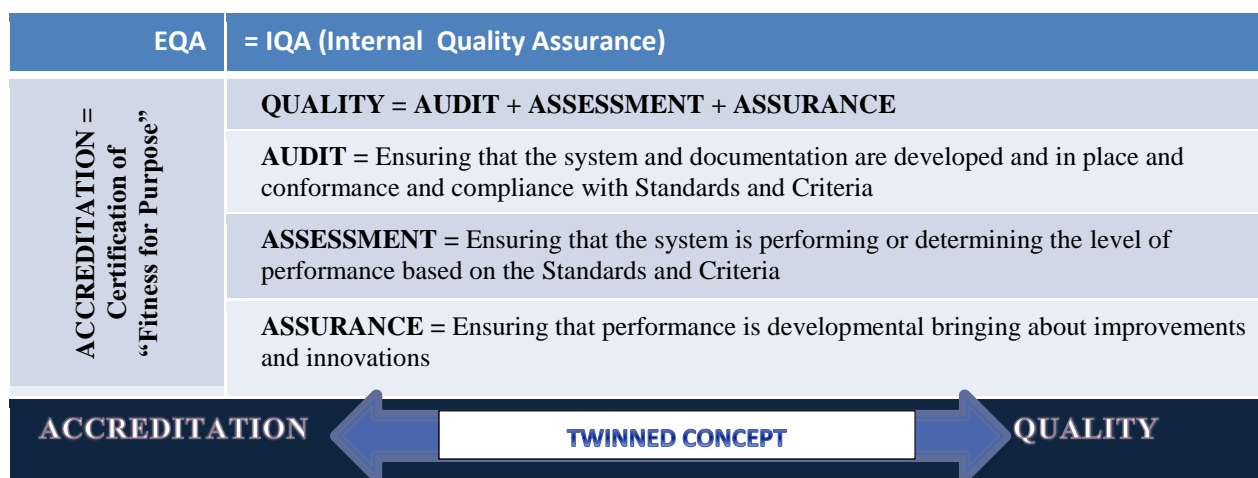 EQA = IQA (Internal Quality Assurance)
ACCREDITATION =
Certification of
“Fitness for Purpose”
QUALITY = AUDIT + ASSESSMENT + ASSURANCE
AUDIT = Ensuring that the system and documentation are developed and in place and
conformance and compliance with Standards and Criteria
ASSESSMENT = Ensuring that the system is performing or determining the level of
performance based on the Standards and Criteria
ASSURANCE = Ensuring that performance is developmental bringing about improvements
and innovations
ACCREDITATION TWINNED CONCEPT QUALITY